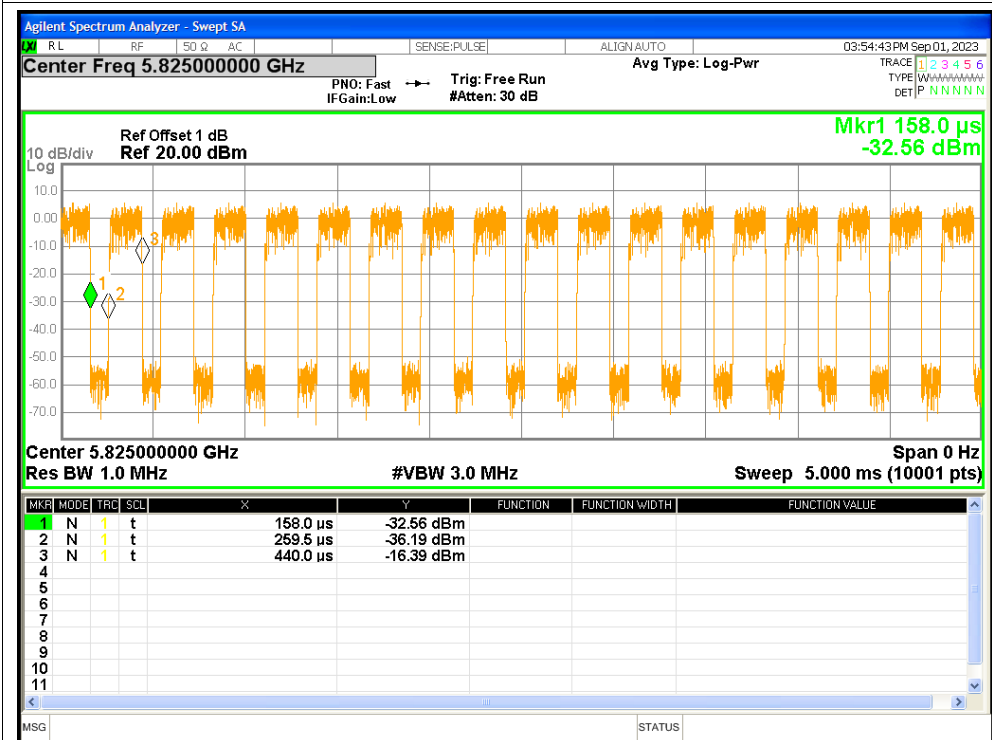 Agilent Spectrum Analyzer - Swept SA
LXI RL RF 50 Ω AC SENSE:PULSE ALIGN AUTO 03:54:43 PM Sep 01, 2023
Center Freq 5.825000000 GHz
Avg Type: Log-Pwr
TRACE 1 2 3 4 5 6
TYPE W
DET P N N N N N
PNO: Fast
IFGain:Low
Trig: Free Run
#Atten: 30 dB
Mkr1 158.0 µs
-32.56 dBm
Ref Offset 1 dB
10 dB/div Ref 20.00 dBm
Log
10.0
0.00
-10.0
-20.0
-30.0
-40.0
-50.0
-60.0
-70.0
1
2
3
Center 5.825000000 GHz Span 0 Hz
Res BW 1.0 MHz #VBW 3.0 MHz Sweep 5.000 ms (10001 pts)
MKR MODE TRC SCL X Y FUNCTION FUNCTION WIDTH FUNCTION VALUE
1 N 1 t 158.0 µs -32.56 dBm
2 N 1 t 259.5 µs -36.19 dBm
3 N 1 t 440.0 µs -16.39 dBm
4
5
6
7
8
9
10
11
MSG STATUS